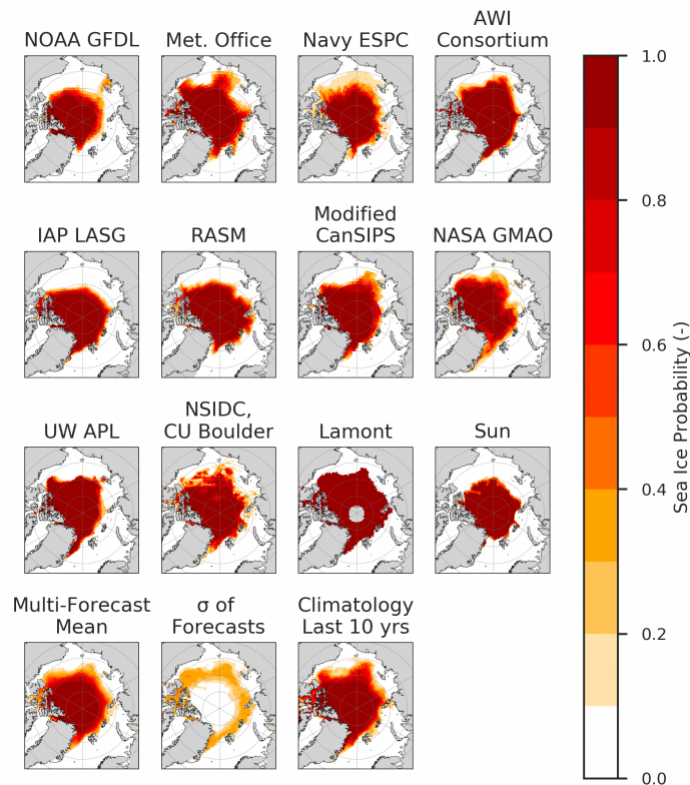 NOAA GFDL
Met. Office
Navy ESPC
AWI
Consortium
IAP LASG
RASM
Modified
CanSIPS
NASA GMAO
UW APL
NSIDC,
CU Boulder
Lamont
Sun
Multi-Forecast
Mean
σ of
Forecasts
Climatology
Last 10 yrs
1.0
0.8
0.6
0.4
0.2
0.0
Sea Ice Probability (-)